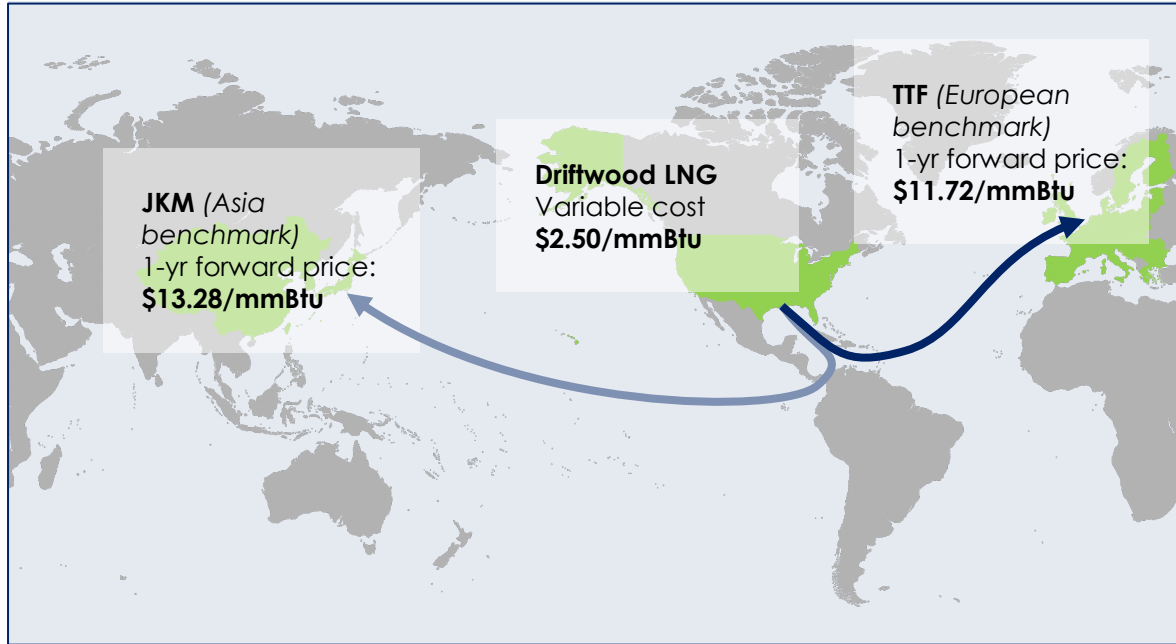 JKM (Asia
benchmark)
1-yr forward price:
$13.28/mmBtu
Driftwood LNG
Variable cost
$2.50/mmBtu
TTF (European
benchmark)
1-yr forward price:
$11.72/mmBtu